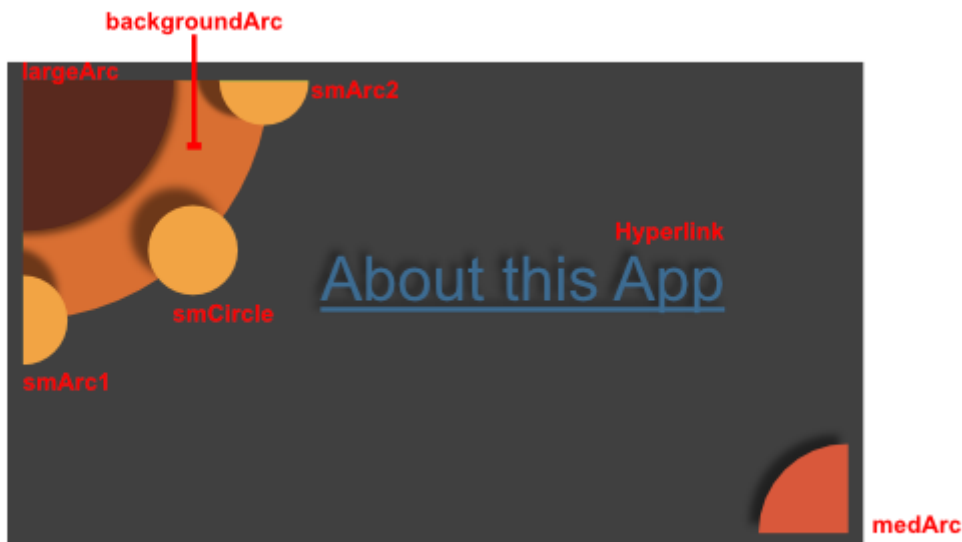 backgroundArc
largeArc
smArc2
Hyperlink
About this App
smCircle
smArc1
medArc